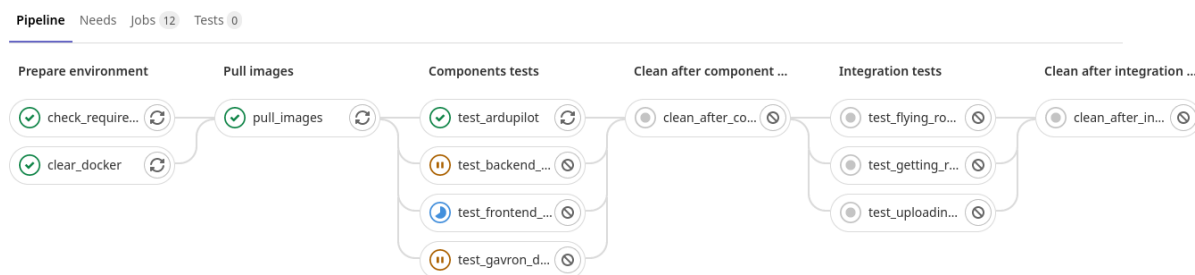 Pipeline Needs Jobs 12 Tests 0
Prepare environment Pull images Components tests Clean after component ... Integration tests Clean after integration ...
check_require... pull_images test_ardupilot clean_after_co... test_flying_ro... clean_after_in...
clear_docker test_backend_... test_getting_r...
test_frontend_... test_uploadin...
test_gavron_d...